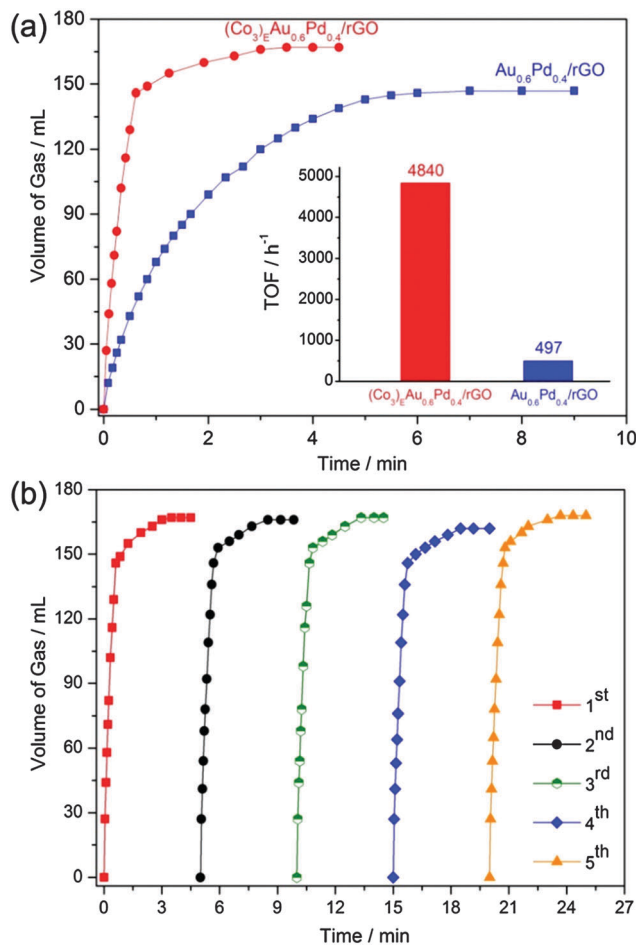 (a)
180
150
120
90
60
30
0
Volume of Gas / mL
(Co3)EAu0.6Pd0.4/rGO
Au0.6Pd0.4/rGO
5000
4000
3000
2000
1000
0
TOF / h-1
4840
497
(Co3)EAu0.6Pd0.4/rGO Au0.6Pd0.4/rGO
0 2 4 6 8 10
Time / min
(b)
180
150
120
90
60
30
0
Volume of Gas / mL
1st
2nd
3rd
4th
5th
0 3 6 9 12 15 18 21 24 27
Time / min